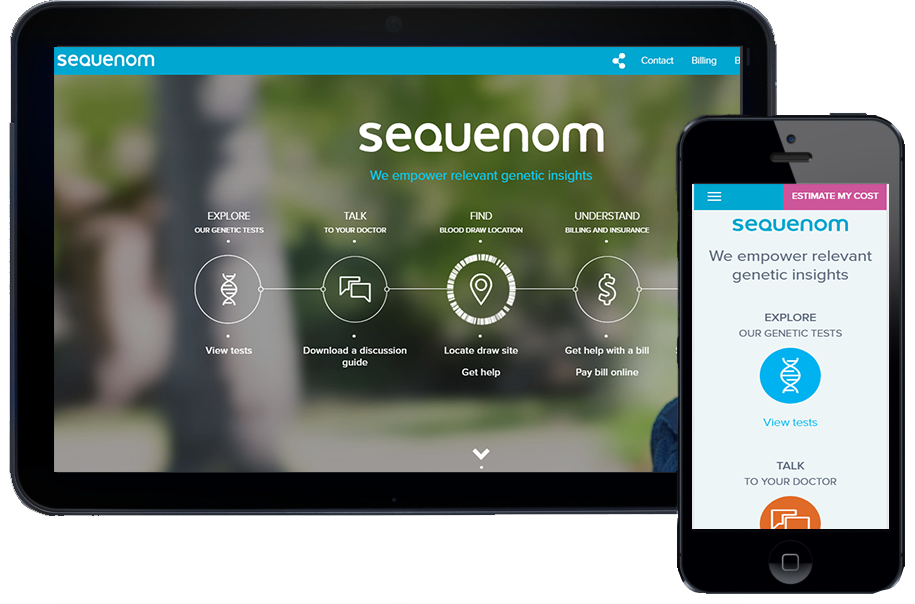 sequenom
Contact Billing B
sequenom
We empower relevant genetic insights
EXPLORE
OUR GENETIC TESTS
View tests
TALK
TO YOUR DOCTOR
Download a discussion
guide
FIND
BLOOD DRAW LOCATION
Locate draw site
Get help
UNDERSTAND
BILLING AND INSURANCE
$
Get help with a bill
Pay bill online
ESTIMATE MY COST
sequenom
We empower relevant
genetic insights
EXPLORE
OUR GENETIC TESTS
View tests
TALK
TO YOUR DOCTOR